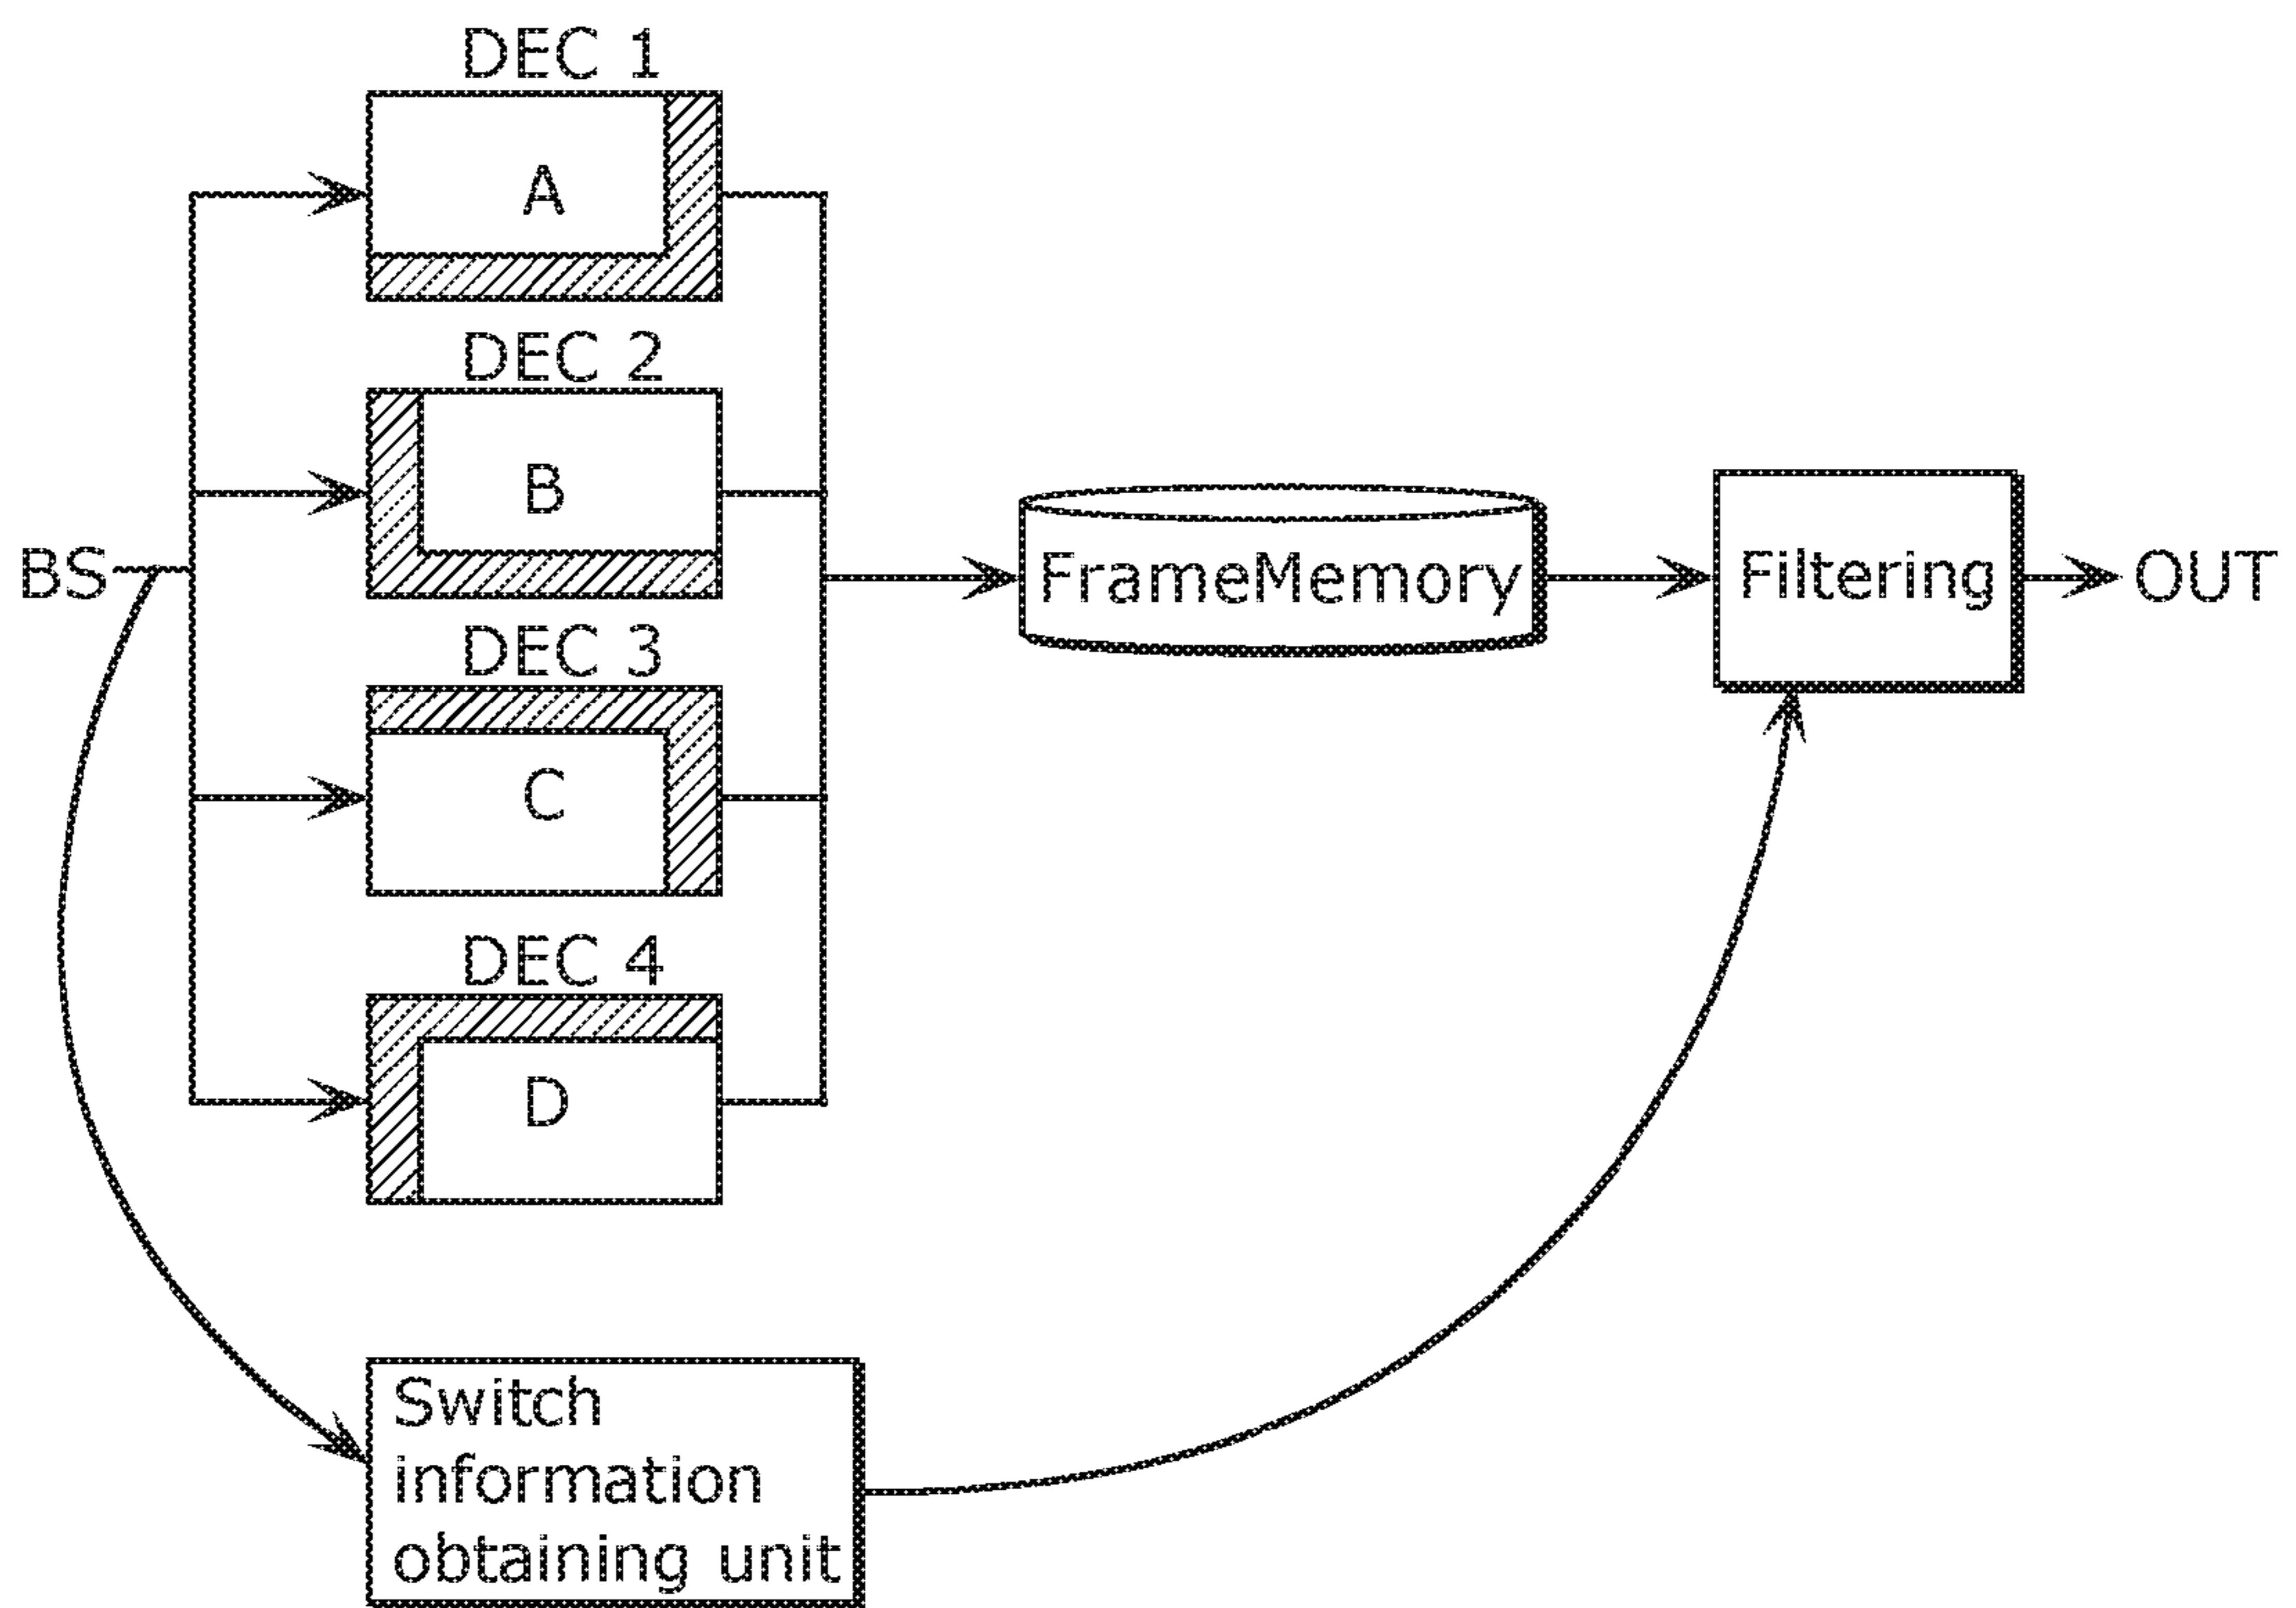 DEC 1
A
DEC 2
B
BS
DEC 3
C
DEC 4
D
FrameMemory
Filtering
OUT
Switch
information
obtaining unit